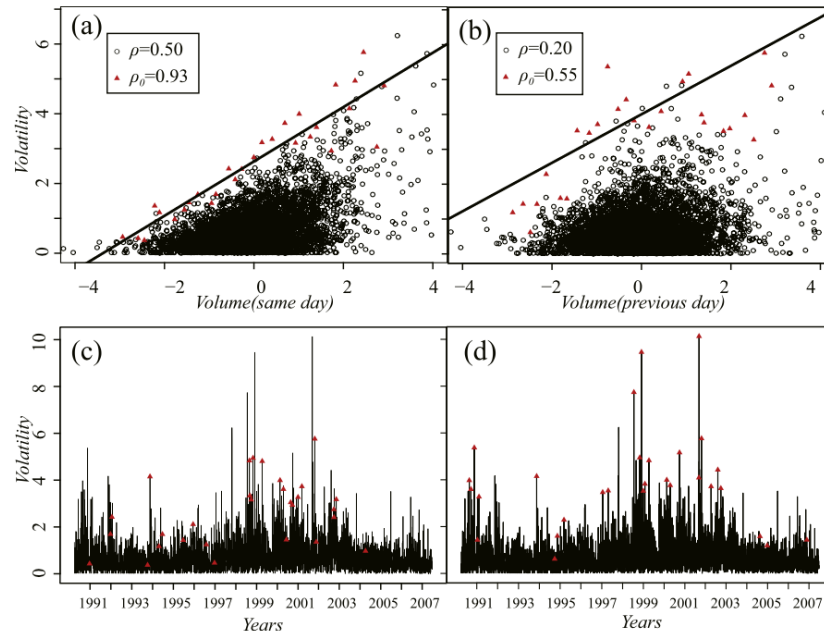 (a)
ρ=0.50
ρ₀=0.93
(b)
ρ=0.20
ρ₀=0.55
Volatility
0 1 2 3 4 5 6
−4 −2 0 2 4
Volume(same day)
−4 −2 0 2 4
Volume(previous day)
(c)
(d)
Volatility
0 2 4 6 8 10
1991 1993 1995 1997 1999 2001 2003 2005 2007
Years
1991 1993 1995 1997 1999 2001 2003 2005 2007
Years